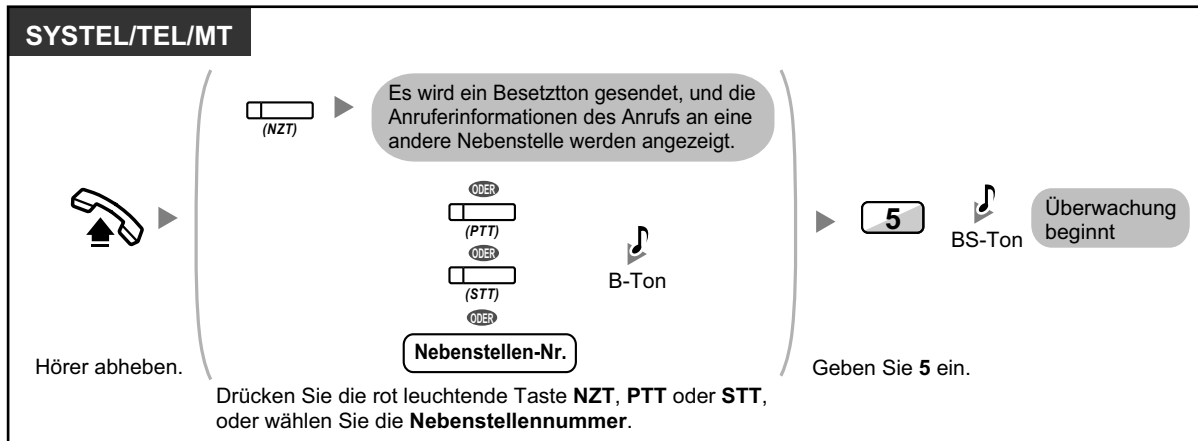 SYSTEL/TEL/MT
(NZT)
Es wird ein Besetztton gesendet, und die
Anruferinformationen des Anrufs an eine
andere Nebenstelle werden angezeigt.
ODER
(PTT)
ODER
(STT)
ODER
Nebenstellen-Nr.
B-Ton
5
BS-Ton
Überwachung
beginnt
Hörer abheben.
Drücken Sie die rot leuchtende Taste NZT, PTT oder STT,
oder wählen Sie die Nebenstellennummer.
Geben Sie 5 ein.